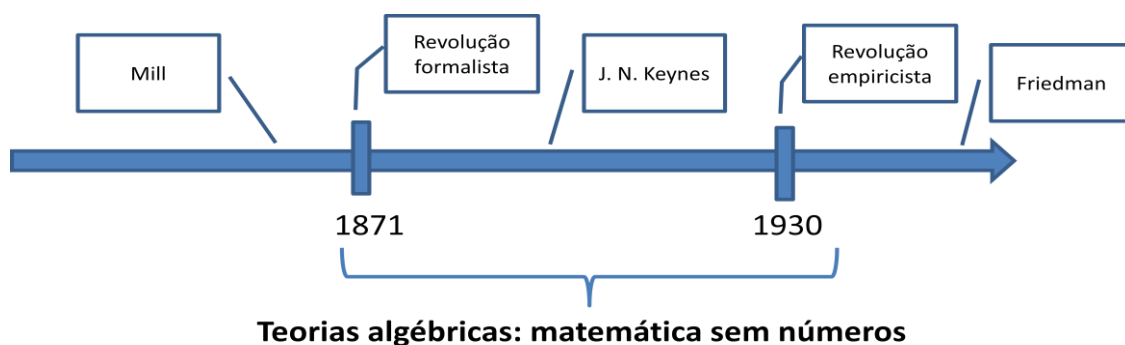 Mill
Revolução
formalista
J. N. Keynes
Revolução
empiricista
Friedman
1871
1930
Teorias algébricas: matemática sem números